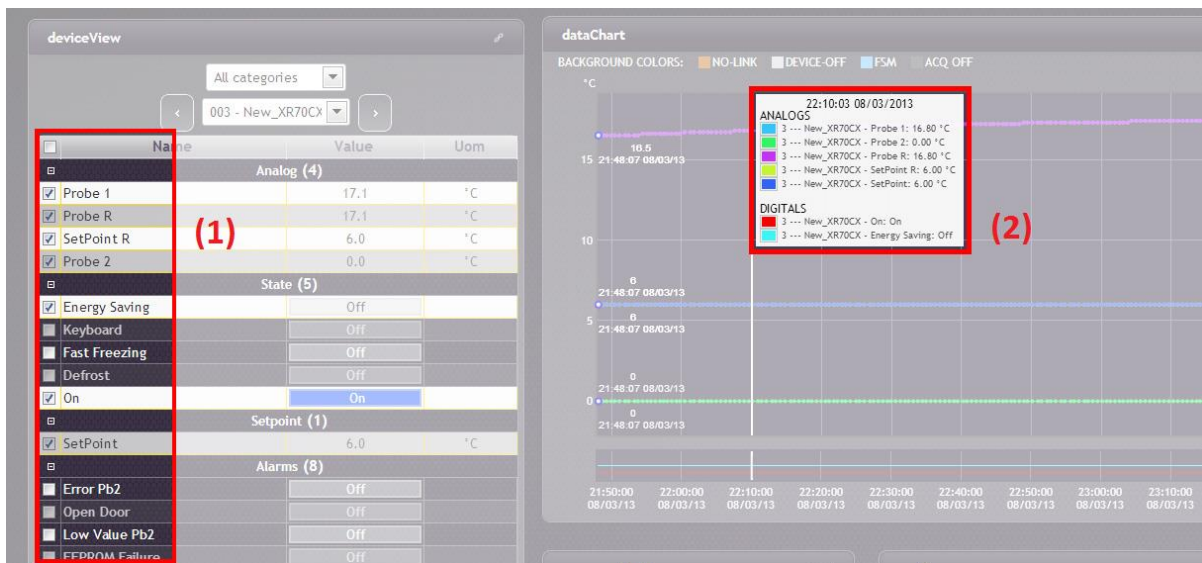 deviceView
All categories
003 - New_XR70CX
Name Value Uom
Analog (4)
Probe 1 17.1 °C
Probe R 17.1 °C
SetPoint R 6.0 °C
Probe 2 0.0 °C
State (5)
Energy Saving Off
Keyboard Off
Fast Freezing Off
Defrost Off
On On
Setpoint (1)
SetPoint 6.0 °C
Alarms (8)
Error Pb2 Off
Open Door Off
Low Value Pb2 Off
EEPROM Failure Off
(1)
dataChart
BACKGROUND COLORS: NO-LINK DEVICE-OFF FSM ACQ OFF
°C
22:10:03 08/03/2013
ANALOGS
3 --- New_XR70CX - Probe 1: 16.80 °C
3 --- New_XR70CX - Probe 2: 0.00 °C
3 --- New_XR70CX - Probe R: 16.80 °C
3 --- New_XR70CX - SetPoint R: 6.00 °C
3 --- New_XR70CX - SetPoint: 6.00 °C
DIGITALS
3 --- New_XR70CX - On: On
3 --- New_XR70CX - Energy Saving: Off
(2)
16.5
15 21:48:07 08/03/13
10
6
21:48:07 08/03/13
6
5 21:48:07 08/03/13
0
21:48:07 08/03/13
0
0
21:48:07 08/03/13
21:50:00 22:00:00 22:10:00 22:20:00 22:30:00 22:40:00 22:50:00 23:00:00 23:10:00
08/03/13 08/03/13 08/03/13 08/03/13 08/03/13 08/03/13 08/03/13 08/03/13 08/03/13